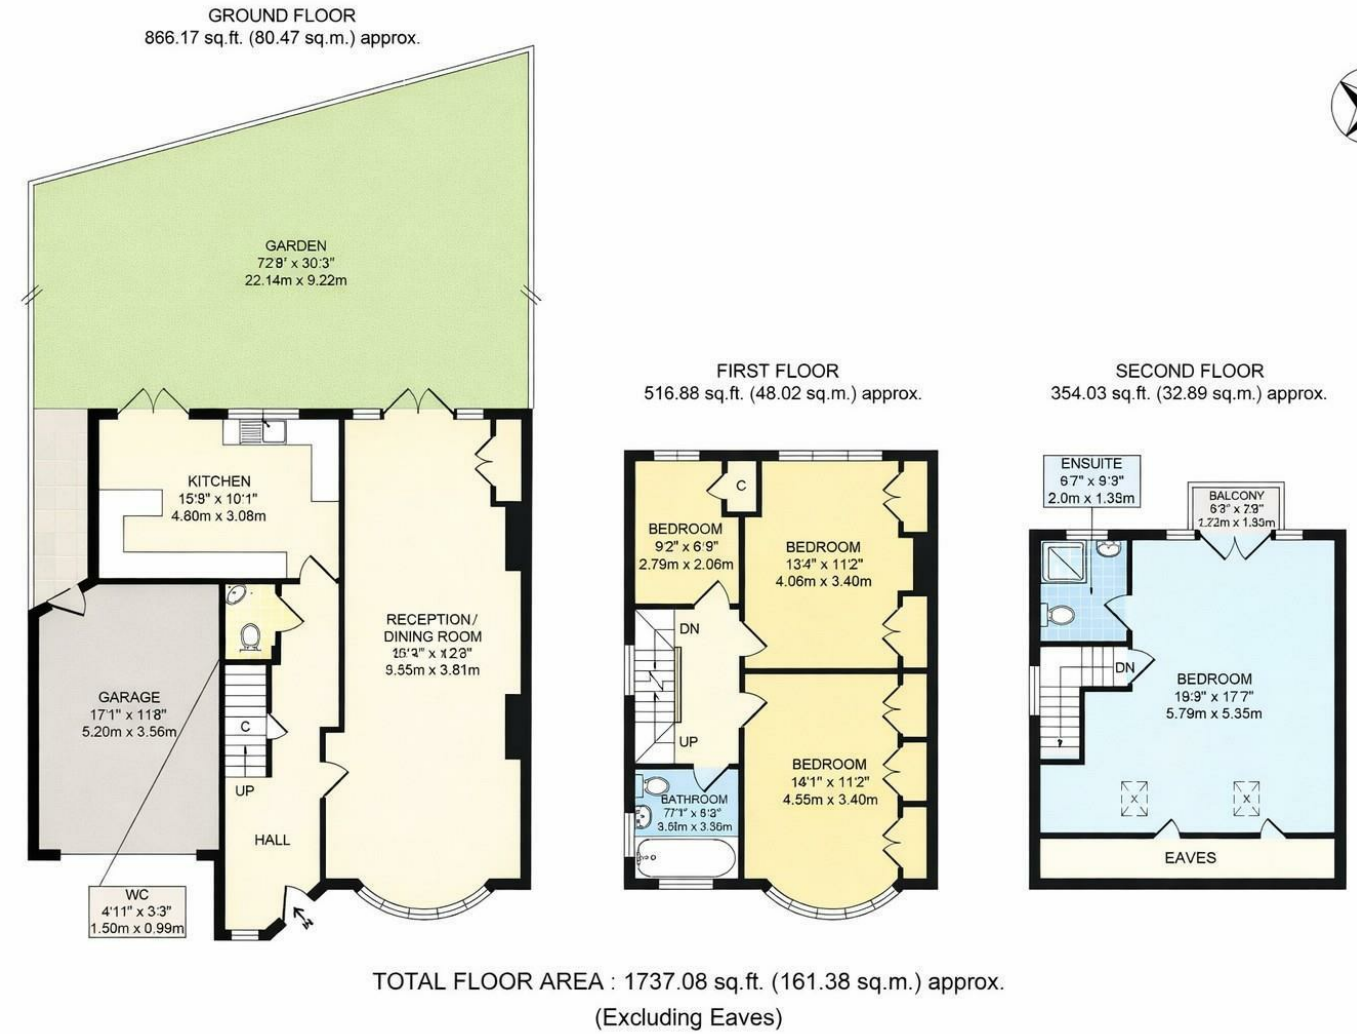 GROUND FLOOR
866.17 sq.ft. (80.47 sq.m.) approx.
GARDEN
72'8' x 30'3"
22.14m x 9.22m
KITCHEN
15'9" x 10'1"
4.80m x 3.08m
RECEPTION/
DINING ROOM
9.55m x 3.81m
GARAGE
17'1" x 11'8"
5.20m x 3.56m
C
UP
HALL
WC
4'11" x 3'3"
1.50m x 0.99m
FIRST FLOOR
516.88 sq.ft. (48.02 sq.m.) approx.
C
BEDROOM
9'2" x 6'9"
2.79m x 2.06m
BEDROOM
13'4" x 11'2"
4.06m x 3.40m
DN
UP
BEDROOM
14'1" x 11'2"
4.55m x 3.40m
BATHROOM
SECOND FLOOR
354.03 sq.ft. (32.89 sq.m.) approx.
ENSUITE
6'7" x 9'9"
2.0m x 1.39m
BALCONY
DN
BEDROOM
19'9" x 17'7"
5.79m x 5.35m
X
X
EAVES
TOTAL FLOOR AREA : 1737.08 sq.ft. (161.38 sq.m.) approx.
(Excluding Eaves)